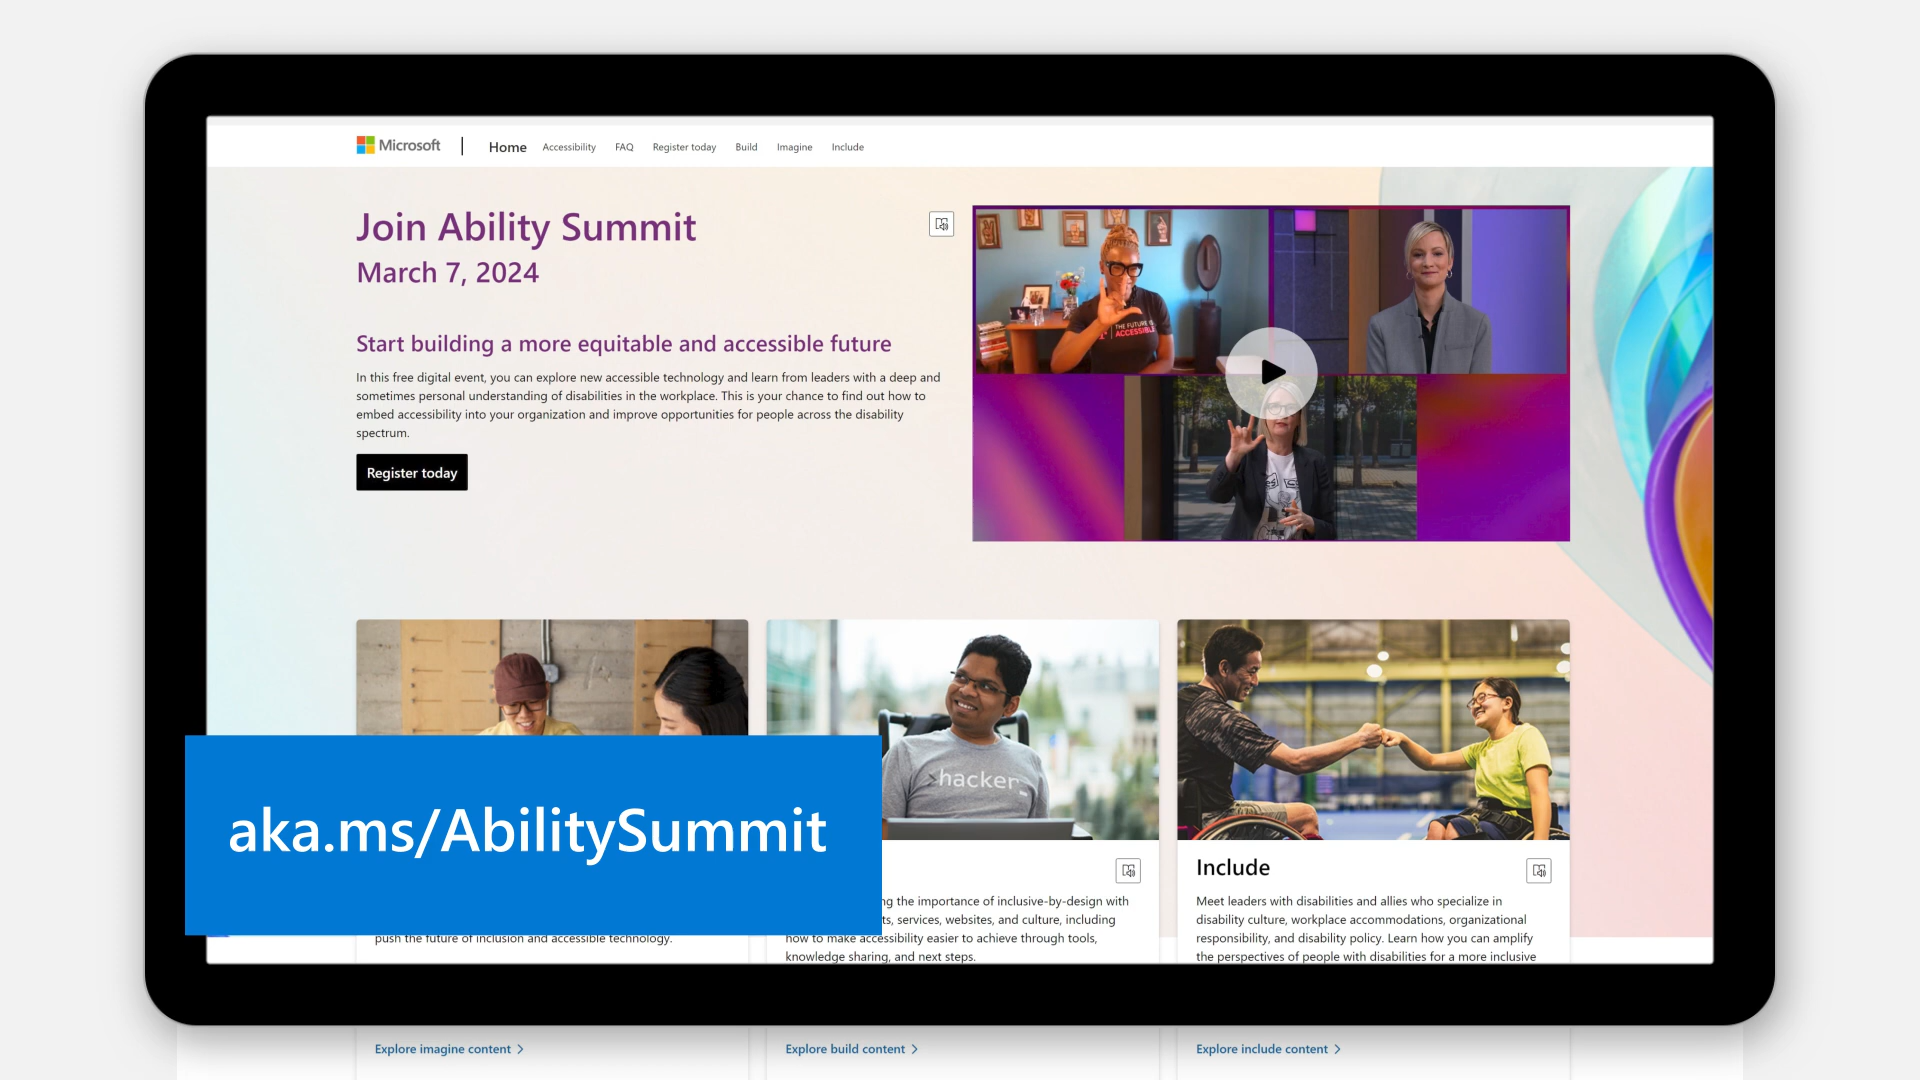 Microsoft
Home Accessibility FAQ Register today Build Imagine Include
Join Ability Summit
March 7, 2024
Start building a more equitable and accessible future
In this free digital event, you can explore new accessible technology and learn from leaders with a deep and
sometimes personal understanding of disabilities in the workplace. This is your chance to find out how to
embed accessibility into your organization and improve opportunities for people across the disability
spectrum.
Register today
THE FUTURE IS
ACCESSIBLE
>hacker_
aka.ms/AbilitySummit
push the future of inclusion and accessible technology.
the importance of inclusive-by-design with
services, websites, and culture, including
how to make accessibility easier to achieve through tools,
knowledge sharing, and next steps.
Include
Meet leaders with disabilities and allies who specialize in
disability culture, workplace accommodations, organizational
responsibility, and disability policy. Learn how you can amplify
the perspectives of people with disabilities for a more inclusive
Explore imagine content >
Explore build content >
Explore include content >